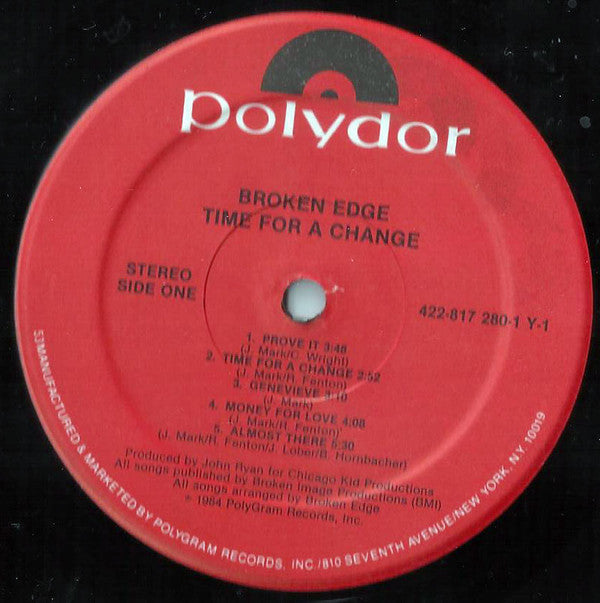 polydor
BROKEN EDGE
TIME FOR A CHANGE
STEREO
SIDE ONE
422-817 280-1 Y-1
1. PROVE IT 3:48
(J. Mark/C. Wright)
2. TIME FOR A CHANGE 2:52
(J. Mark/R. Fenton)
3. GENEVIEVE 3:10
(J. Mark)
4. MONEY FOR LOVE 4:08
(J. Mark/R. Fenton)
5. ALMOST THERE 5:30
(J. Mark/R. Fenton/J. Lober/B. Hornbacher)
Produced by John Ryan for Chicago Kid Productions
All songs published by Broken Image Productions (BMI)
All songs arranged by Broken Edge
℗ 1984 PolyGram Records, Inc.
53 MANUFACTURED & MARKETED BY POLYGRAM RECORDS, INC./810 SEVENTH AVENUE/NEW YORK, N.Y. 10019